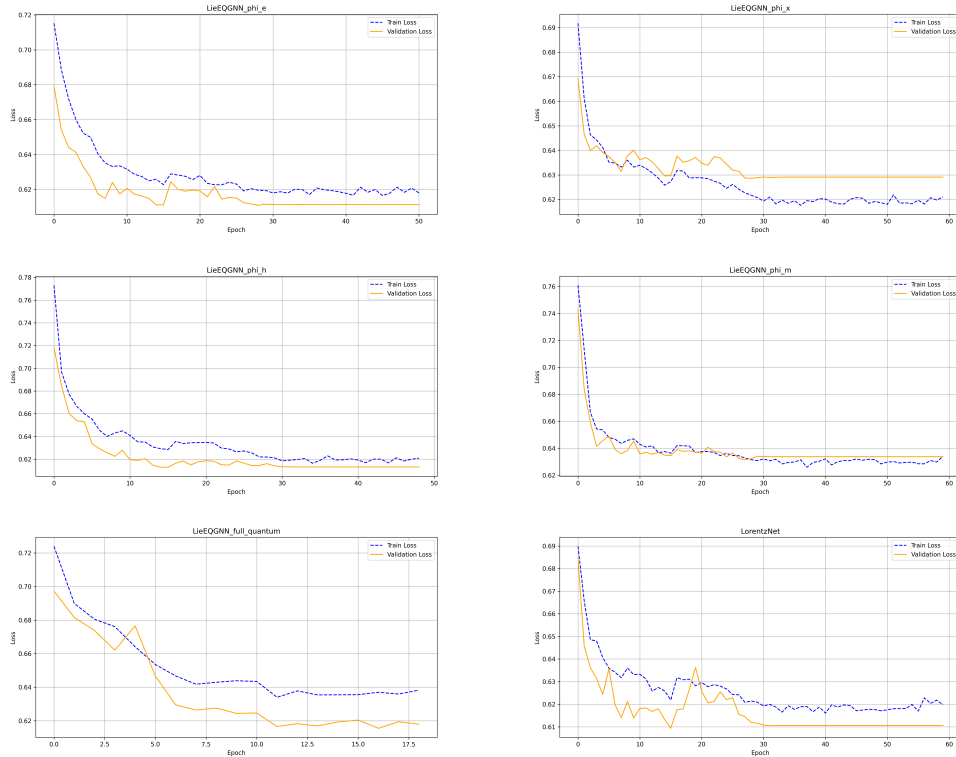 LieEQGNN_phi_e
0.72
0.70
0.68
0.66
0.64
0.62
Loss
0
10
20
30
40
50
Epoch
Train Loss
Validation Loss
LieEQGNN_phi_x
0.69
0.68
0.67
0.66
0.65
0.64
0.63
0.62
Loss
0
10
20
30
40
50
60
Epoch
Train Loss
Validation Loss
LieEQGNN_phi_h
0.78
0.76
0.74
0.72
0.70
0.68
0.66
0.64
0.62
Loss
0
10
20
30
40
50
Epoch
Train Loss
Validation Loss
LieEQGNN_phi_m
0.76
0.74
0.72
0.70
0.68
0.66
0.64
0.62
Loss
0
10
20
30
40
50
60
Epoch
Train Loss
Validation Loss
LieEQGNN_full_quantum
0.72
0.70
0.68
0.66
0.64
0.62
Loss
0.0
2.5
5.0
7.5
10.0
12.5
15.0
17.5
Epoch
Train Loss
Validation Loss
LorentzNet
0.69
0.68
0.67
0.66
0.65
0.64
0.63
0.62
0.61
Loss
0
10
20
30
40
50
60
Epoch
Train Loss
Validation Loss